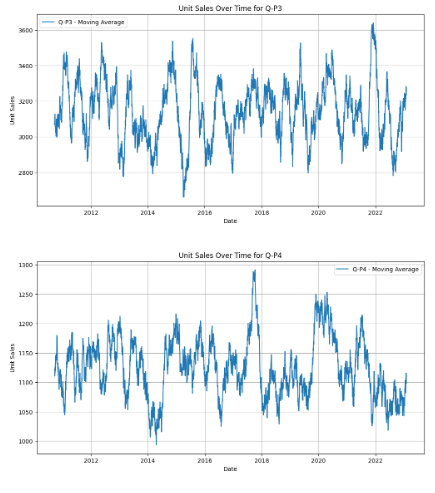 Unit Sales Over Time for Q-P3
Q-P3 - Moving Average
3600
3400
3200
3000
2800
Unit Sales
2012 2014 2016 2018 2020 2022
Date
Unit Sales Over Time for Q-P4
Q-P4 - Moving Average
1300
1250
1200
1150
1100
1050
1000
Unit Sales
2012 2014 2016 2018 2020 2022
Date